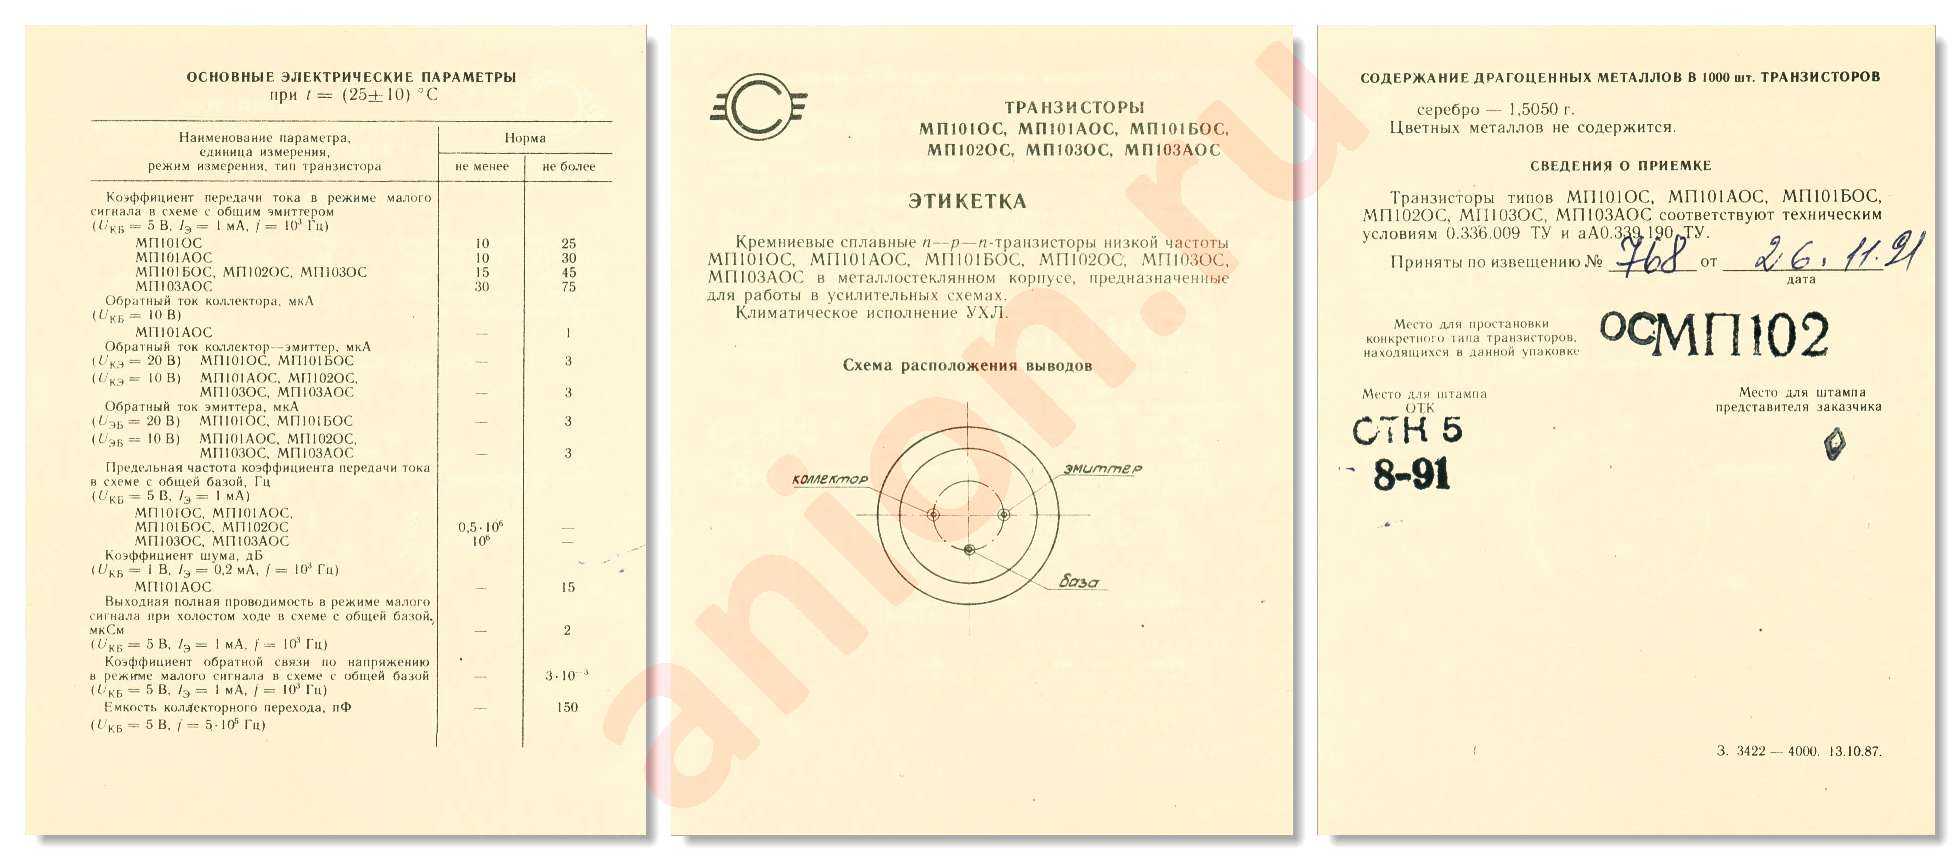 ОСНОВНЫЕ ЭЛЕКТРИЧЕСКИЕ ПАРАМЕТРЫ
при t = (25±10) °С
Наименование параметра,
единица измерения,
режим измерения, тип транзистора
Норма
не менее
не более
Коэффициент передачи тока в режиме малого
сигнала в схеме с общим эмиттером
(UКБ = 5 В, IЭ = 1 мА, f = 10³ Гц)
МП101ОС 10 25
МП101АОС 10 30
МП101БОС, МП102ОС, МП103ОС 15 45
МП103АОС 30 75
Обратный ток коллектора, мкА
(UКБ = 10 В)
МП101АОС — 1
Обратный ток коллектор—эмиттер, мкА
(UКЭ = 20 В) МП101ОС, МП101БОС — 3
(UКЭ = 10 В) МП101АОС, МП102ОС,
МП103ОС, МП103АОС — 3
Обратный ток эмиттера, мкА
(UЭБ = 20 В) МП101ОС, МП101БОС — 3
(UЭБ = 10 В) МП101АОС, МП102ОС,
МП103ОС, МП103АОС — 3
Предельная частота коэффициента передачи тока
в схеме с общей базой, Гц
(UКБ = 5 В, IЭ = 1 мА)
МП101ОС, МП101АОС,
МП101БОС, МП102ОС 0,5·10⁶ —
МП103ОС, МП103АОС 10⁶ —
Коэффициент шума, дБ
(UКБ = 1 В, IЭ = 0,2 мА, f = 10³ Гц)
МП101АОС — 15
Выходная полная проводимость в режиме малого
сигнала при холостом ходе в схеме с общей базой,
мкСм — 2
(UКБ = 5 В, IЭ = 1 мА, f = 10³ Гц)
Коэффициент обратной связи по напряжению
в режиме малого сигнала в схеме с общей базой — 3·10⁻³
(UКБ = 5 В, IЭ = 1 мА, f = 10³ Гц)
Емкость коллекторного перехода, пФ — 150
(UКБ = 5 В, f = 5·10⁵ Гц)
ТРАНЗИСТОРЫ
МП101ОС, МП101АОС, МП101БОС,
МП102ОС, МП103ОС, МП103АОС
ЭТИКЕТКА
Кремниевые сплавные n—p—n-транзисторы низкой частоты
МП101ОС, МП101АОС, МП101БОС, МП102ОС, МП103ОС,
МП103АОС в металлостеклянном корпусе, предназначенные
для работы в усилительных схемах.
Климатическое исполнение УХЛ.
Схема расположения выводов
коллектор
эмиттер
база
anion.ru
СОДЕРЖАНИЕ ДРАГОЦЕННЫХ МЕТАЛЛОВ В 1000 шт. ТРАНЗИСТОРОВ
серебро — 1,5050 г.
Цветных металлов не содержится.
СВЕДЕНИЯ О ПРИЕМКЕ
Транзисторы типов МП101ОС, МП101АОС, МП101БОС,
МП102ОС, МП103ОС, МП103АОС соответствуют техническим
условиям 0.336.009 ТУ и аА0.339.190 ТУ.
Приняты по извещению № 768 от 26.11.91
дата
Место для простановки
конкретного типа транзисторов,
находящихся в данной упаковке
ОСМП102
Место для штампа
ОТК
СТН 5
8-91
Место для штампа
представителя заказчика
З. 3422 — 4000. 13.10.87.